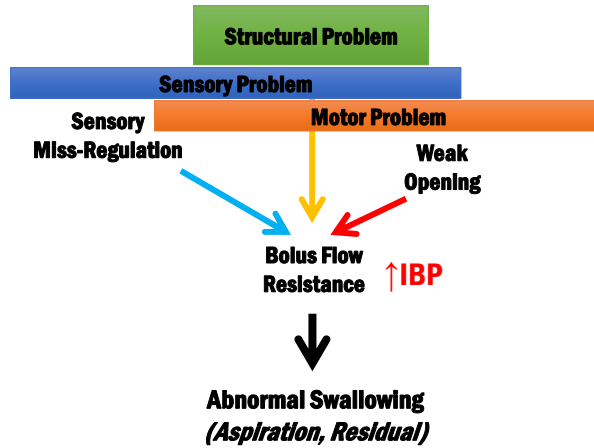 Structural Problem
Sensory Problem
Motor Problem
Sensory
Miss-Regulation
Weak
Opening
Bolus Flow
Resistance
↑IBP
Abnormal Swallowing
(Aspiration, Residual)